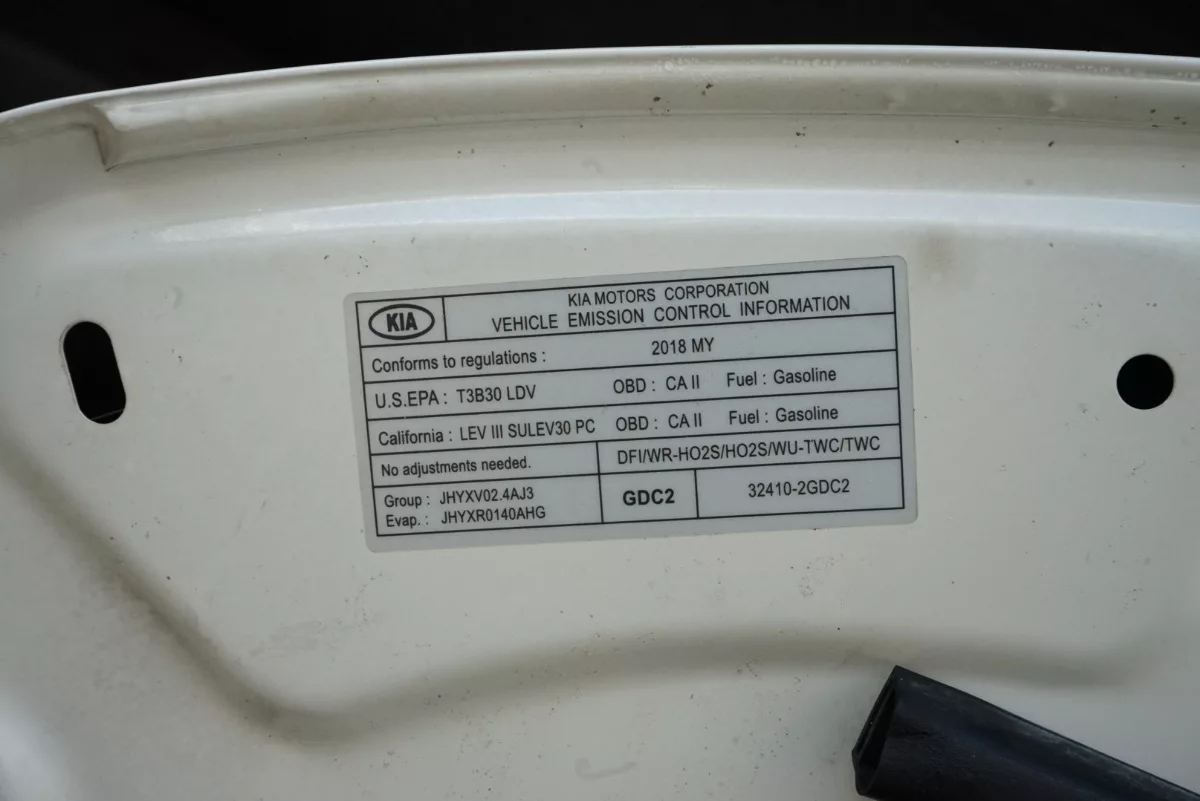 KIA
KIA MOTORS CORPORATION
VEHICLE EMISSION CONTROL INFORMATION
Conforms to regulations : 2018 MY
U.S.EPA : T3B30 LDV OBD : CA II Fuel : Gasoline
California : LEV III SULEV30 PC OBD : CA II Fuel : Gasoline
No adjustments needed. DFI/WR-HO2S/HO2S/WU-TWC/TWC
Group : JHYXV02.4AJ3
Evap. : JHYXR0140AHG
GDC2
32410-2GDC2